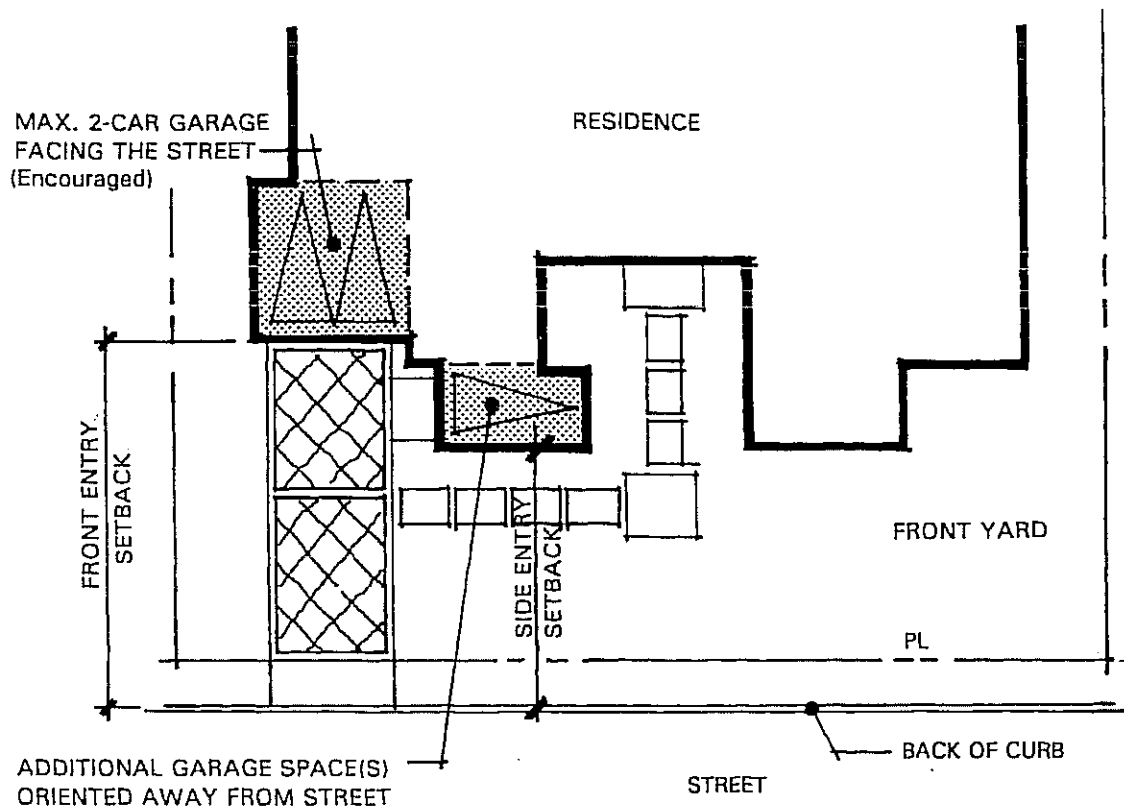 RESIDENCE
MAX. 2-CAR GARAGE
FACING THE STREET
(Encouraged)
FRONT ENTRY
SETBACK
SIDE ENTRY
SETBACK
FRONT YARD
PL
BACK OF CURB
ADDITIONAL GARAGE SPACE(S)
ORIENTED AWAY FROM STREET
STREET